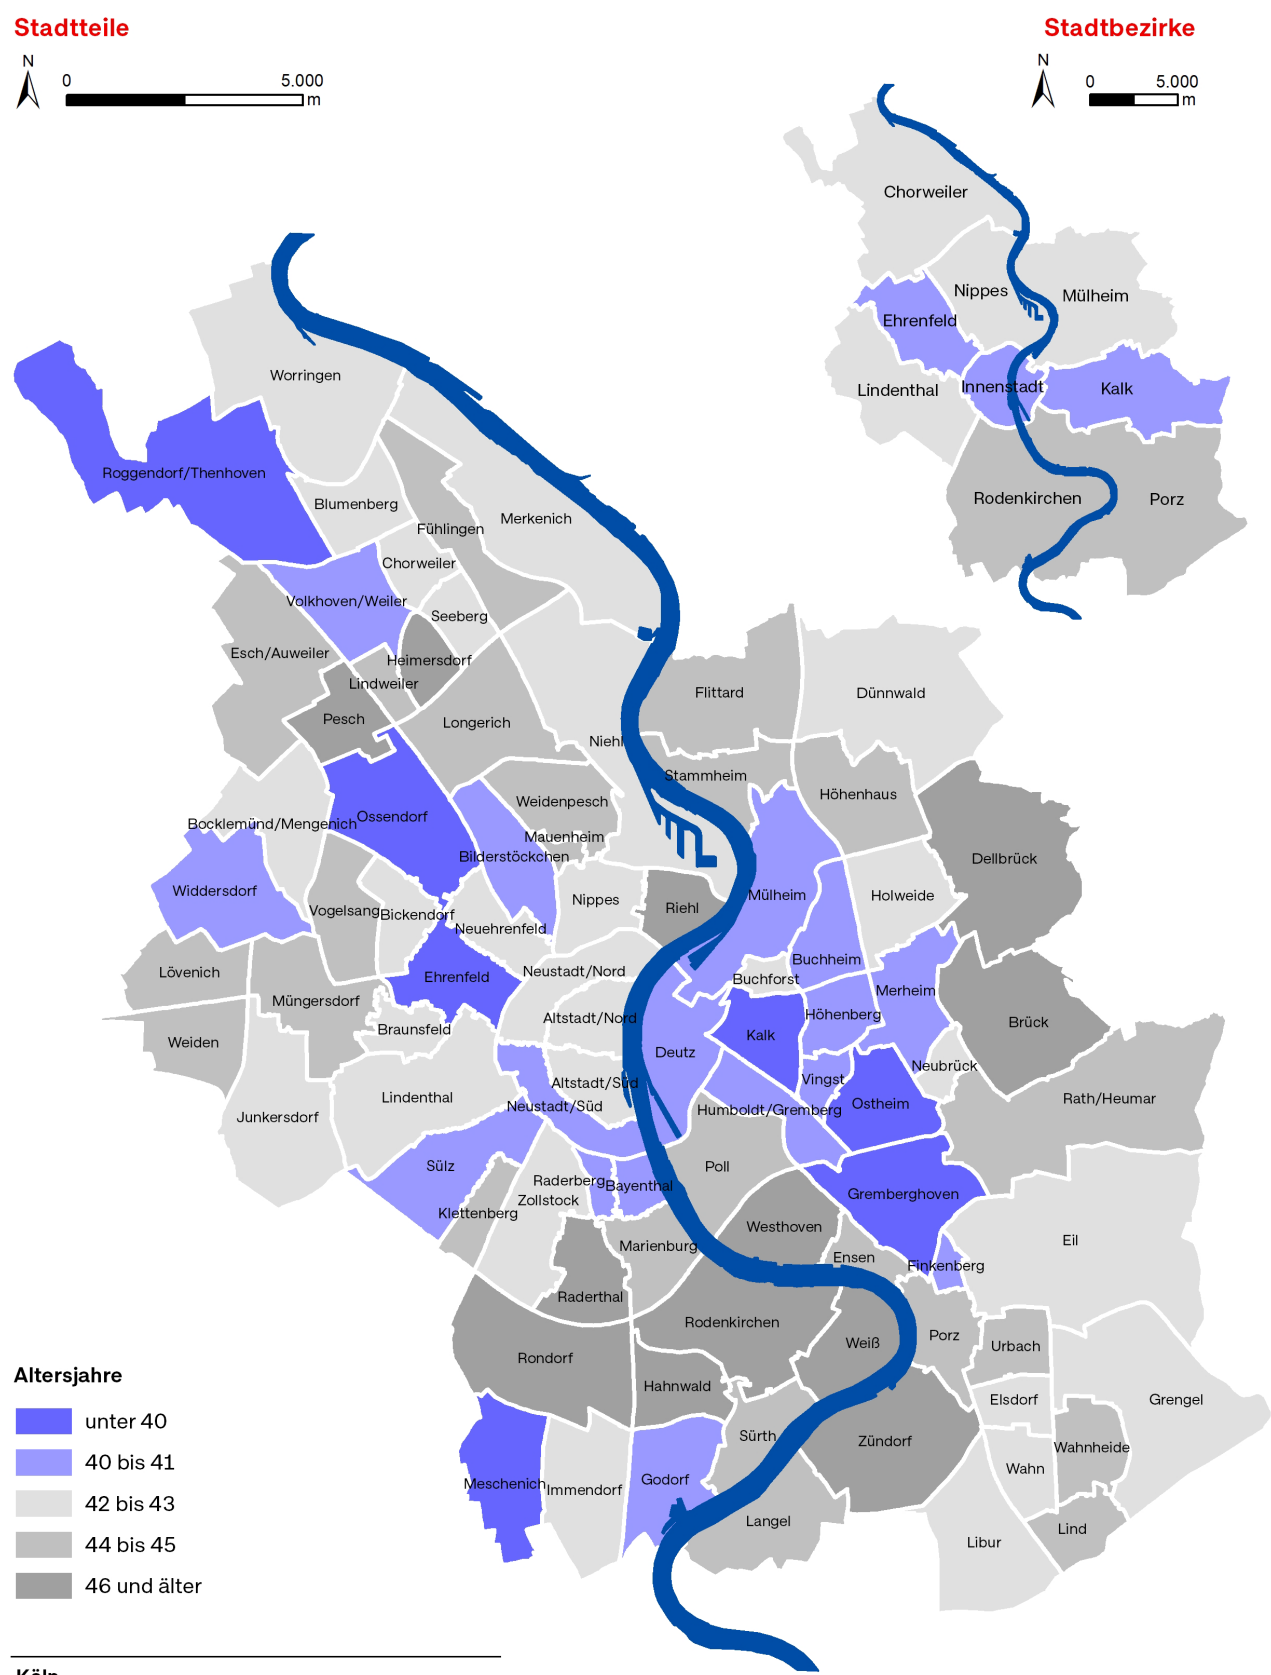 Stadtteile
Stadtbezirke
N
0 5.000
m
N
0 5.000
m
Chorweiler
Nippes
Mülheim
Ehrenfeld
Lindenthal
Innenstadt
Kalk
Rodenkirchen
Porz
Worringen
Roggendorf/Thenhoven
Blumenberg
Merkenich
Fühlingen
Chorweiler
Volkhoven/Weiler
Seeberg
Esch/Auweiler
Heimersdorf
Lindweiler
Flittard
Dünnwald
Pesch
Longerich
Niehl
Stammheim
Höhenhaus
Weidenpesch
Bocklemünd/Mengenich
Ossendorf
Mauenheim
Bilderstöckchen
Dellbrück
Widdersdorf
Mülheim
Holweide
Nippes
Riehl
Vogelsang
Bickendorf
Neuehrenfeld
Buchheim
Lövenich
Ehrenfeld
Neustadt/Nord
Buchforst
Merheim
Müngersdorf
Altstadt/Nord
Höhenberg
Brück
Braunsfeld
Kalk
Weiden
Deutz
Neubrück
Altstadt/Süd
Vingst
Lindenthal
Neustadt/Süd
Humboldt/Gremberg
Ostheim
Rath/Heumar
Junkersdorf
Sülz
Poll
Raderberg
Bayenthal
Zollstock
Gremberghoven
Klettenberg
Westhoven
Eil
Marienburg
Ensen
Finkenberg
Raderthal
Rodenkirchen
Weiß
Porz
Urbach
Rondorf
Hahnwald
Elsdorf
Grengel
Sürth
Zündorf
Wahnheide
Meschenich
Immendorf
Godorf
Wahn
Langel
Lind
Libur
Altersjahre
unter 40
40 bis 41
42 bis 43
44 bis 45
46 und älter
Köln